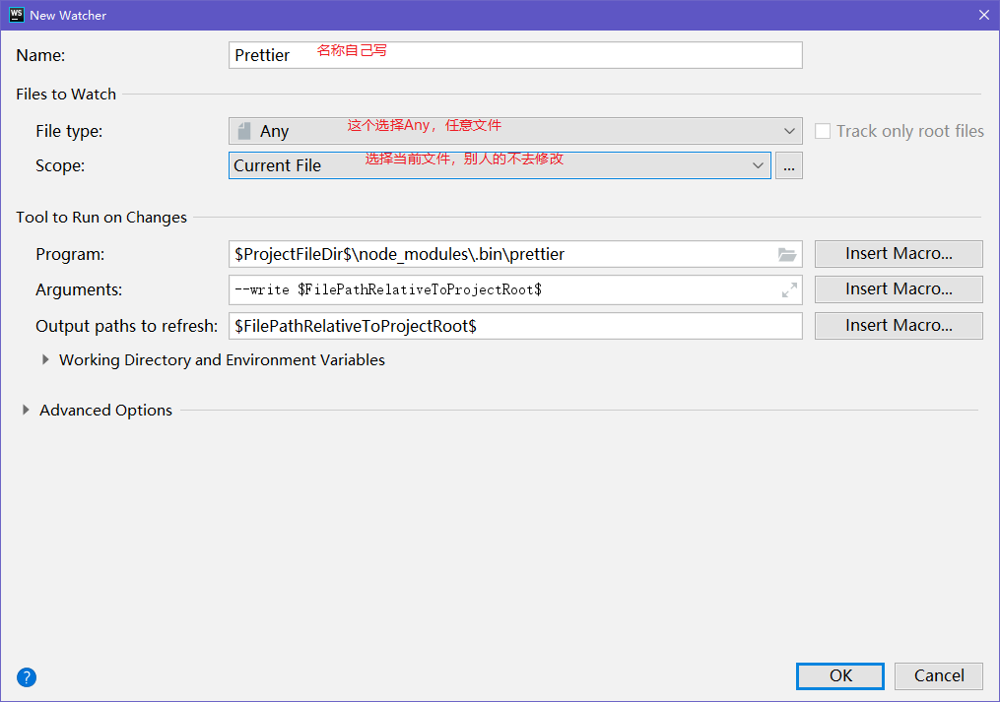 WS New Watcher
Name: Prettier 名称自己写
Files to Watch
File type: Any 这个选择Any，任意文件 Track only root files
Scope: Current File 选择当前文件，别人的不去修改 ...
Tool to Run on Changes
Program: $ProjectFileDir$\node_modules\.bin\prettier Insert Macro...
Arguments: --write $FilePathRelativeToProjectRoot$ Insert Macro...
Output paths to refresh: $FilePathRelativeToProjectRoot$ Insert Macro...
Working Directory and Environment Variables
Advanced Options
? OK Cancel